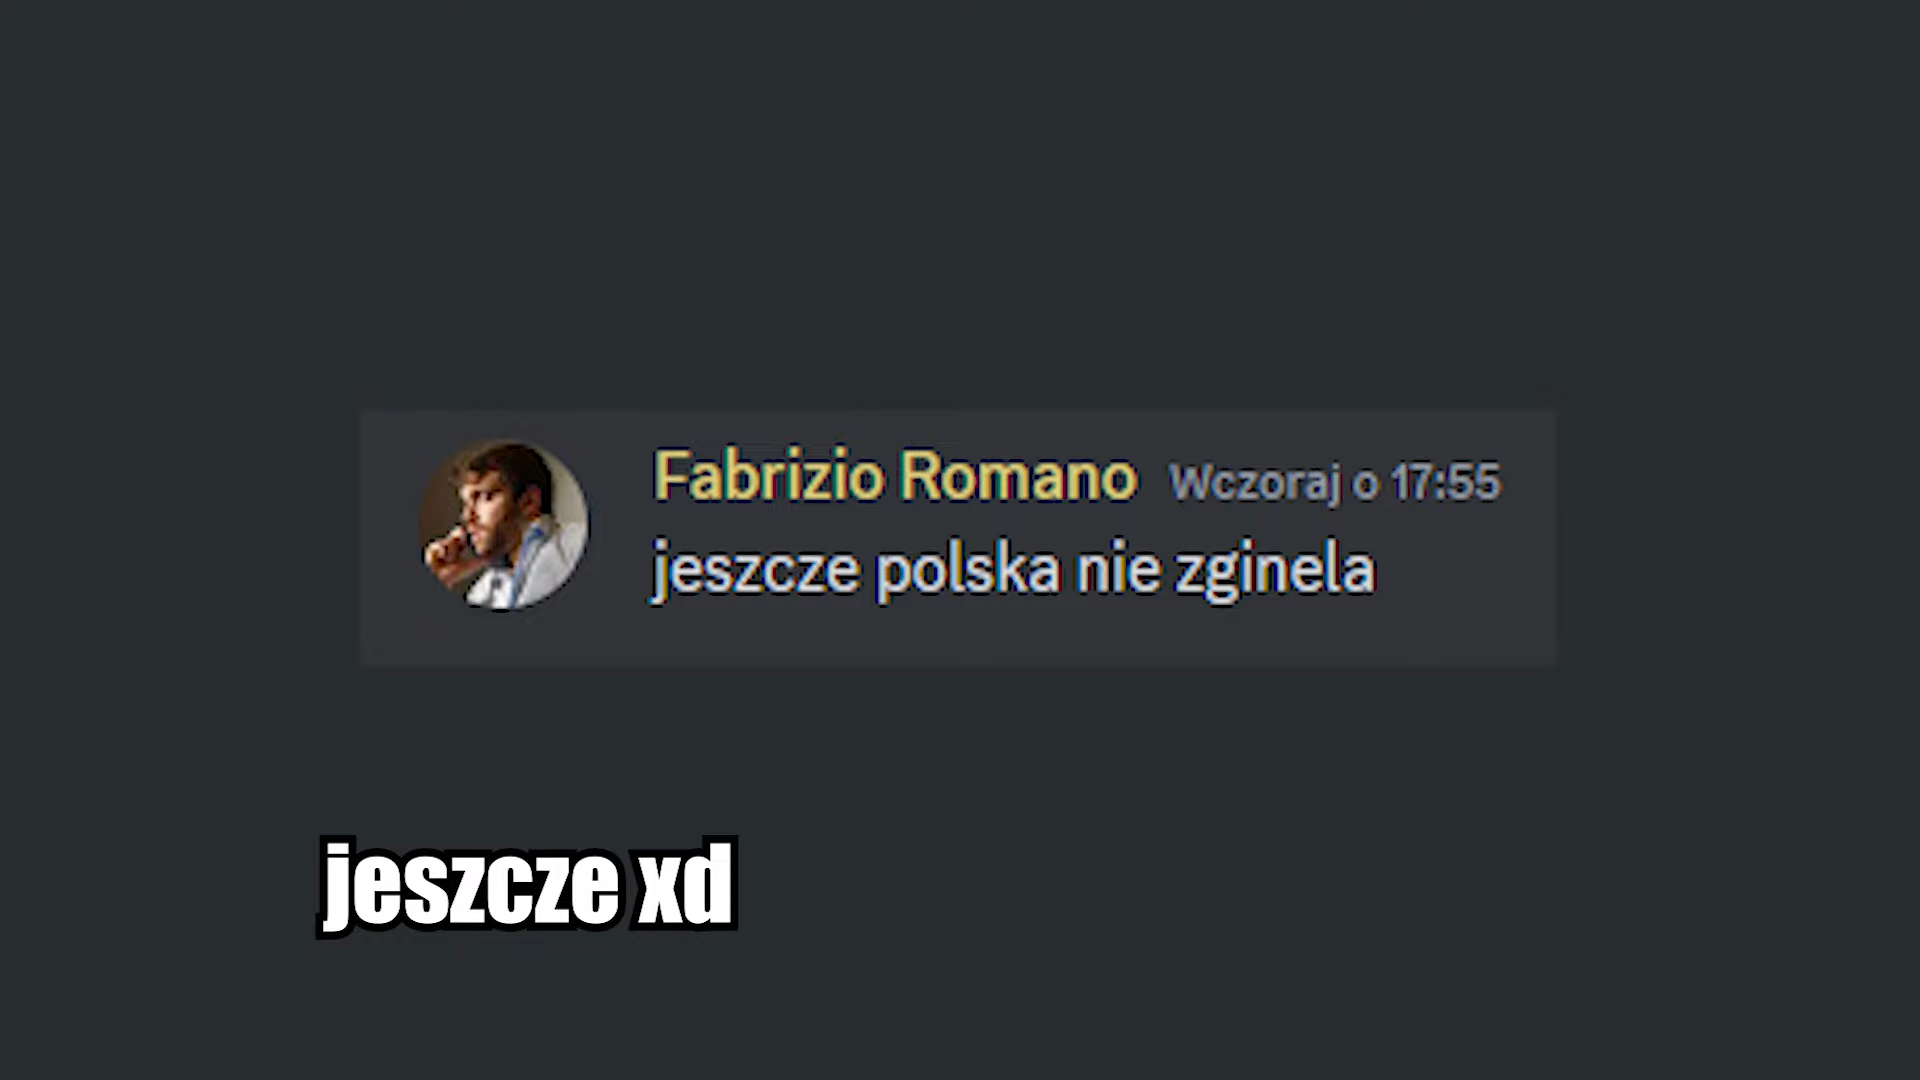 Fabrizio Romano Wczoraj o 17:55
jeszcze polska nie zginela
jeszcze xd